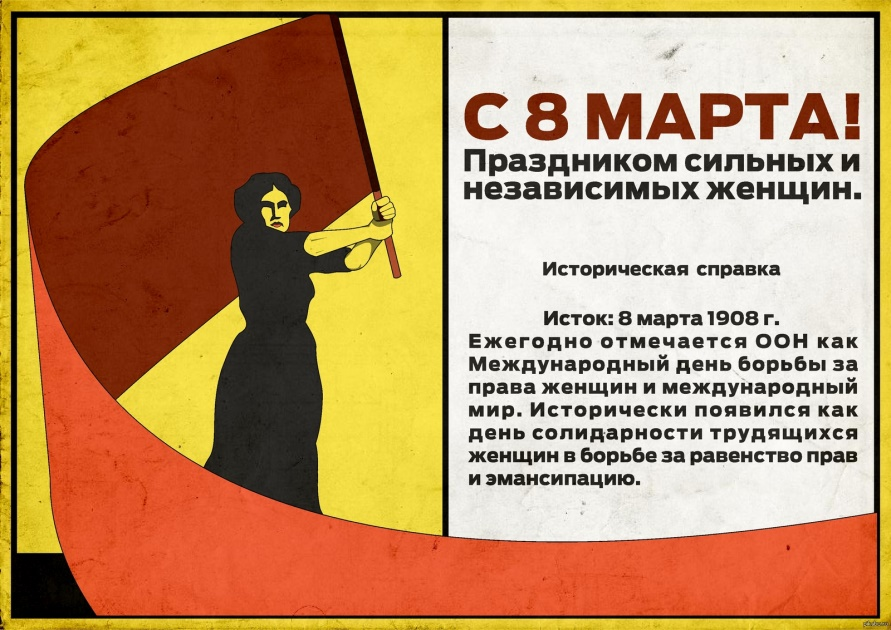 С 8 МАРТА!
Праздником сильных и
независимых женщин.
Историческая справка
Исток: 8 марта 1908 г.
Ежегодно отмечается ООН как
Международный день борьбы за
права женщин и международный
мир. Исторически появился как
день солидарности трудящихся
женщин в борьбе за равенство прав
и эмансипацию.